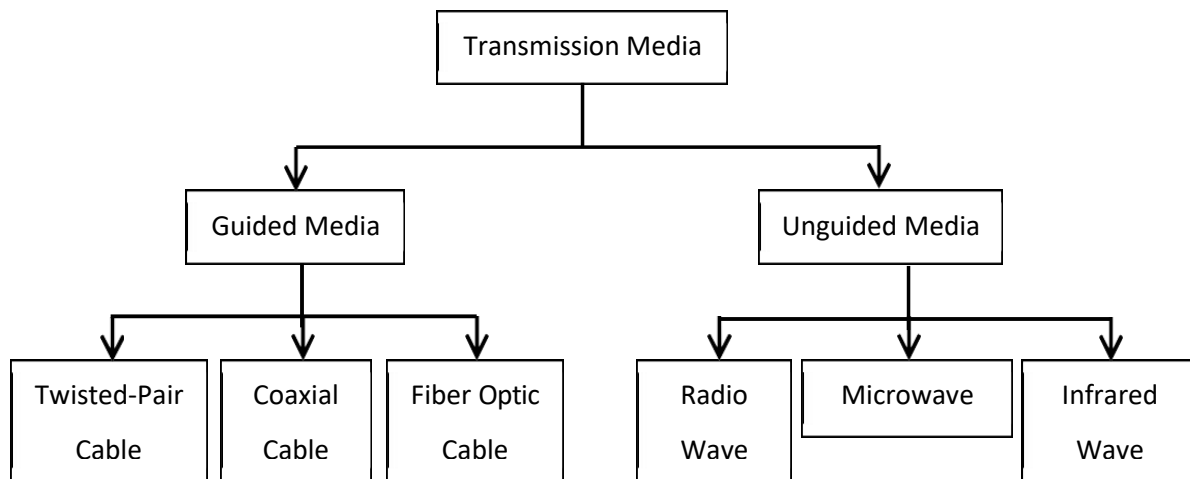 Transmission Media
Guided Media
Unguided Media
Twisted-Pair
Cable
Coaxial
Cable
Fiber Optic
Cable
Radio
Wave
Microwave
Infrared
Wave